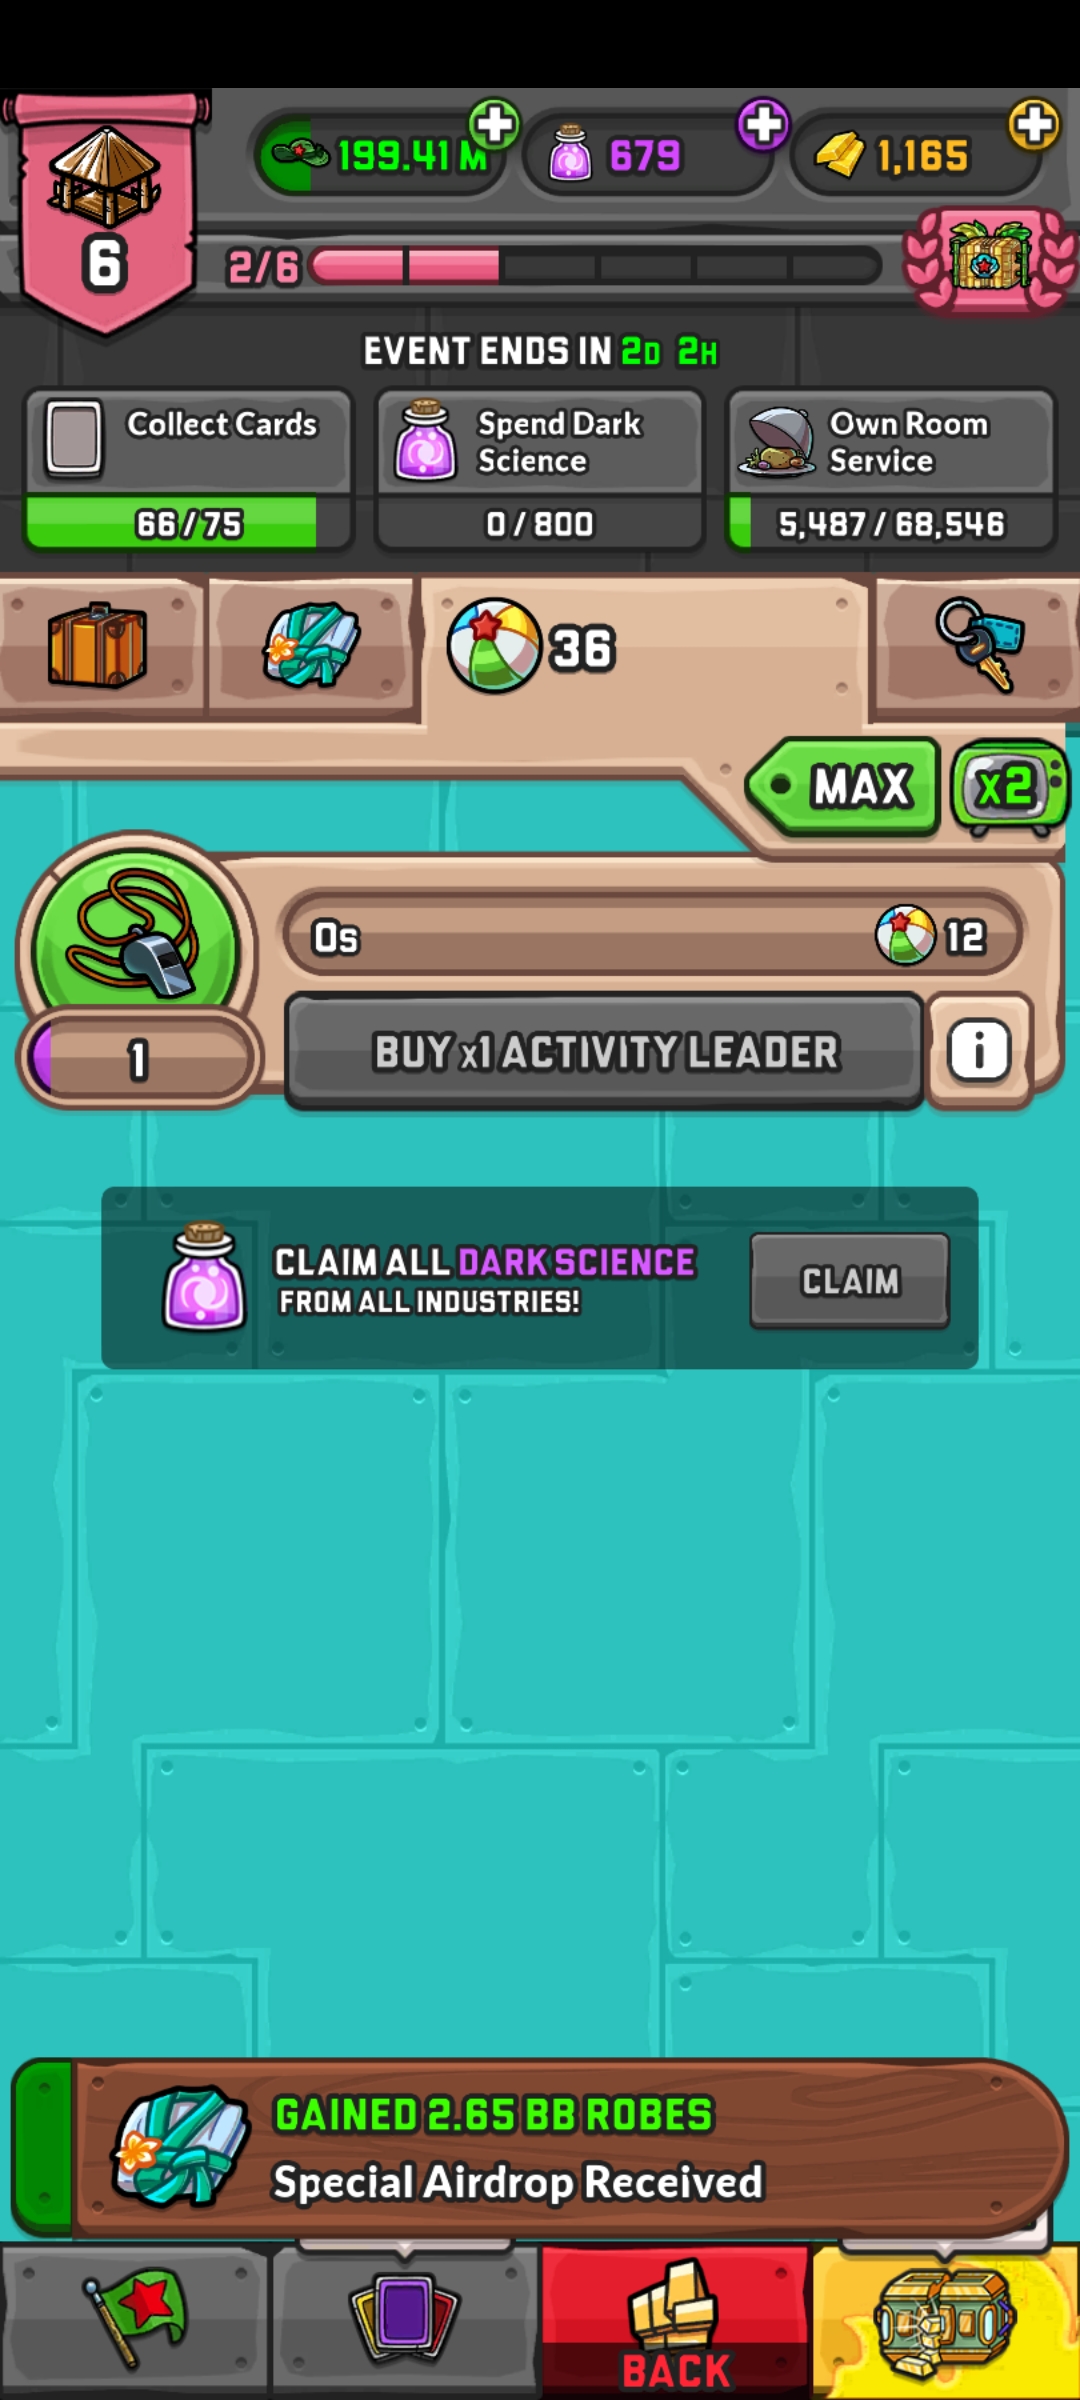 199.41 M
679
1,165
6
2/6
EVENT ENDS IN 2D 2H
Collect Cards
66/75
Spend Dark
Science
0/800
Own Room
Service
5,487/68,546
36
MAX
x2
0s
12
1
BUY x1 ACTIVITY LEADER
i
CLAIM ALL DARK SCIENCE
FROM ALL INDUSTRIES!
CLAIM
GAINED 2.65 BB ROBES
Special Airdrop Received
BACK